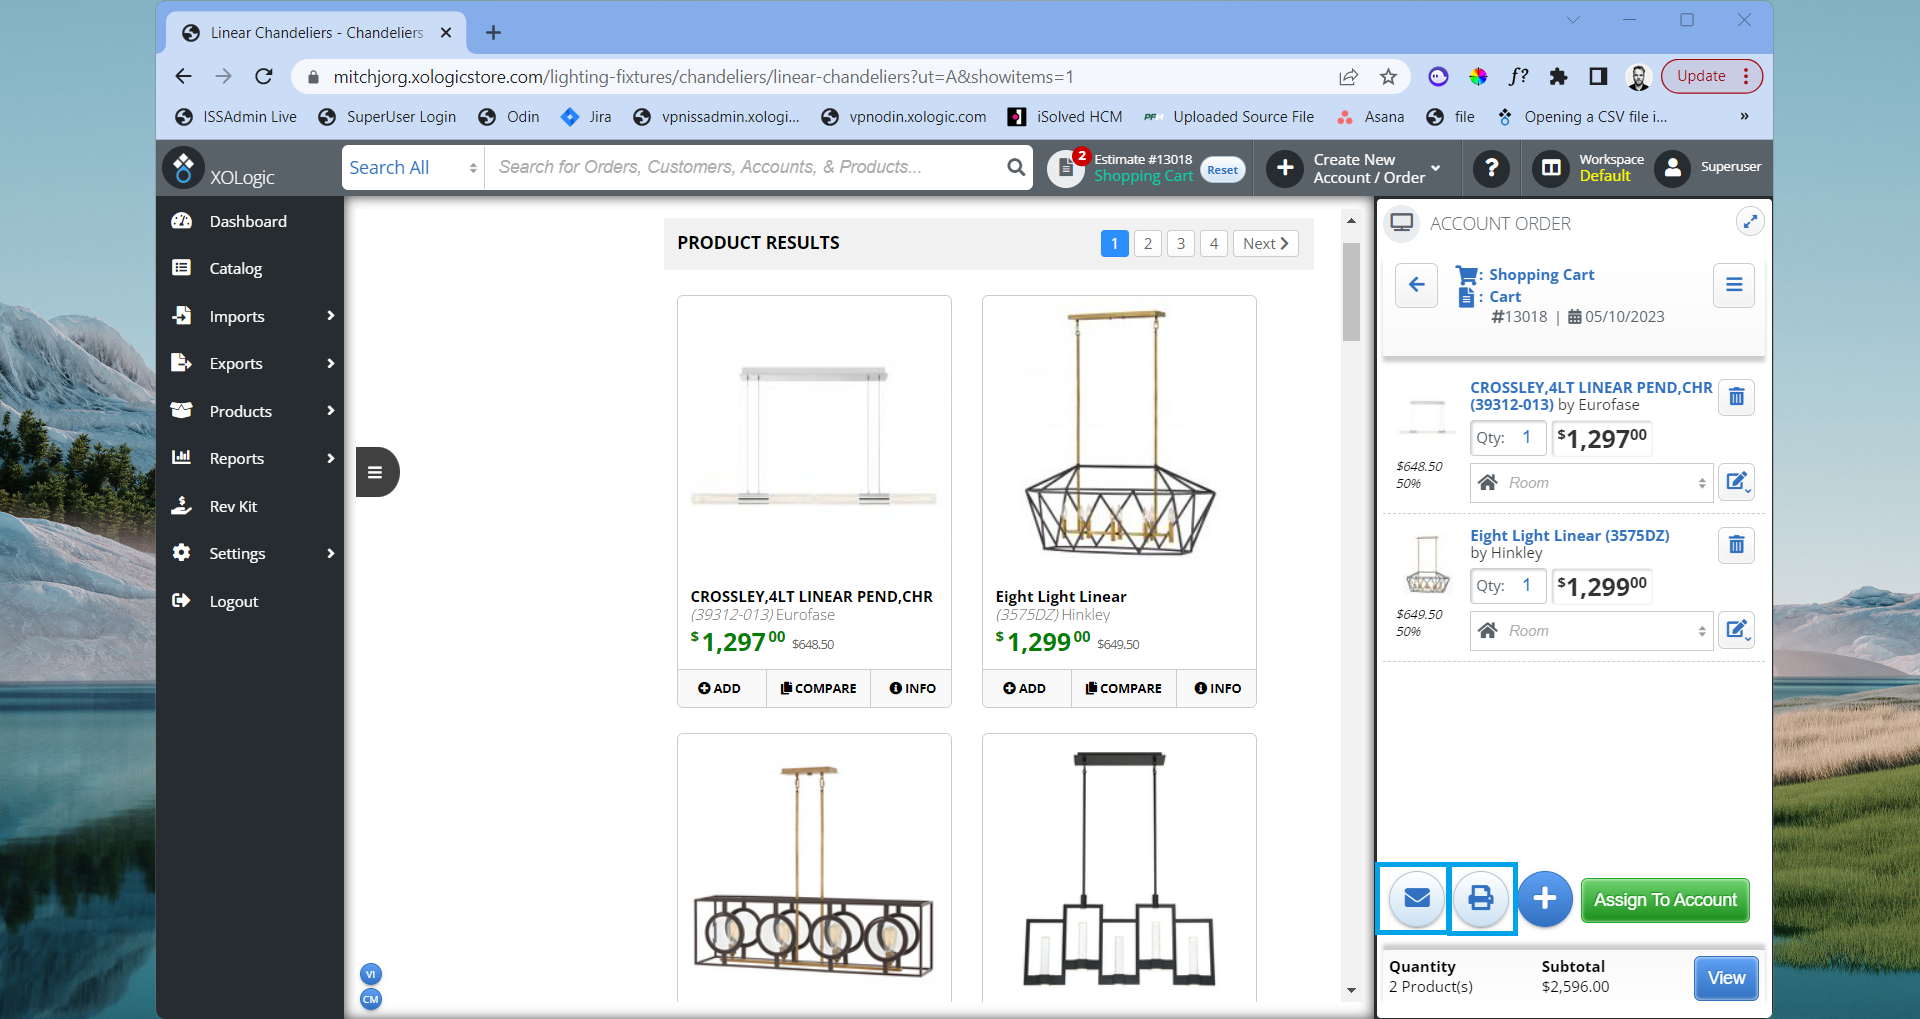 Linear Chandeliers - Chandeliers
mitchjorg.xologicstore.com/lighting-fixtures/chandeliers/linear-chandeliers?ut=A&showitems=1
f?
Update
ISSAdmin Live
SuperUser Login
Odin
Jira
vpnissadmin.xologi...
vpnodin.xologic.com
iSolved HCM
Uploaded Source File
Asana
file
Opening a CSV file i...
»
XOLogic
Search All
Search for Orders, Customers, Accounts, & Products...
2
Estimate #13018
Shopping Cart
Reset
Create New
Account / Order
?
Workspace
Default
Superuser
Dashboard
Catalog
Imports
Exports
Products
Reports
Rev Kit
Settings
Logout
PRODUCT RESULTS
1
2
3
4
Next
CROSSLEY,4LT LINEAR PEND,CHR
(39312-013) Eurofase
$1,297 00 $648.50
ADD
COMPARE
INFO
Eight Light Linear
(3575DZ) Hinkley
$1,299 00 $649.50
ADD
COMPARE
INFO
VI
CM
ACCOUNT ORDER
: Shopping Cart
: Cart
#13018 | 05/10/2023
CROSSLEY,4LT LINEAR PEND,CHR
(39312-013) by Eurofase
Qty: 1
$1,297 00
$648.50
50%
Room
Eight Light Linear (3575DZ)
by Hinkley
Qty: 1
$1,299 00
$649.50
50%
Room
Assign To Account
Quantity
2 Product(s)
Subtotal
$2,596.00
View